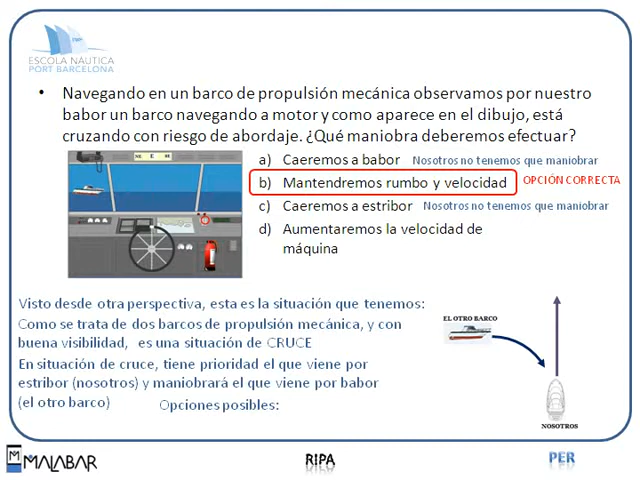 ESCOLA NÁUTICA
PORT BARCELONA
• Navegando en un barco de propulsión mecánica observamos por nuestro
babor un barco navegando a motor y como aparece en el dibujo, está
cruzando con riesgo de abordaje. ¿Qué maniobra deberemos efectuar?
a) Caeremos a babor Nosotros no tenemos que maniobrar
b) Mantendremos rumbo y velocidad OPCIÓN CORRECTA
c) Caeremos a estribor Nosotros no tenemos que maniobrar
d) Aumentaremos la velocidad de
máquina
Visto desde otra perspectiva, esta es la situación que tenemos:
Como se trata de dos barcos de propulsión mecánica, y con
buena visibilidad, es una situación de CRUCE
En situación de cruce, tiene prioridad el que viene por
estribor (nosotros) y maniobrará el que viene por babor
(el otro barco) Opciones posibles:
EL OTRO BARCO
NOSOTROS
MALABAR
RIPA
PER